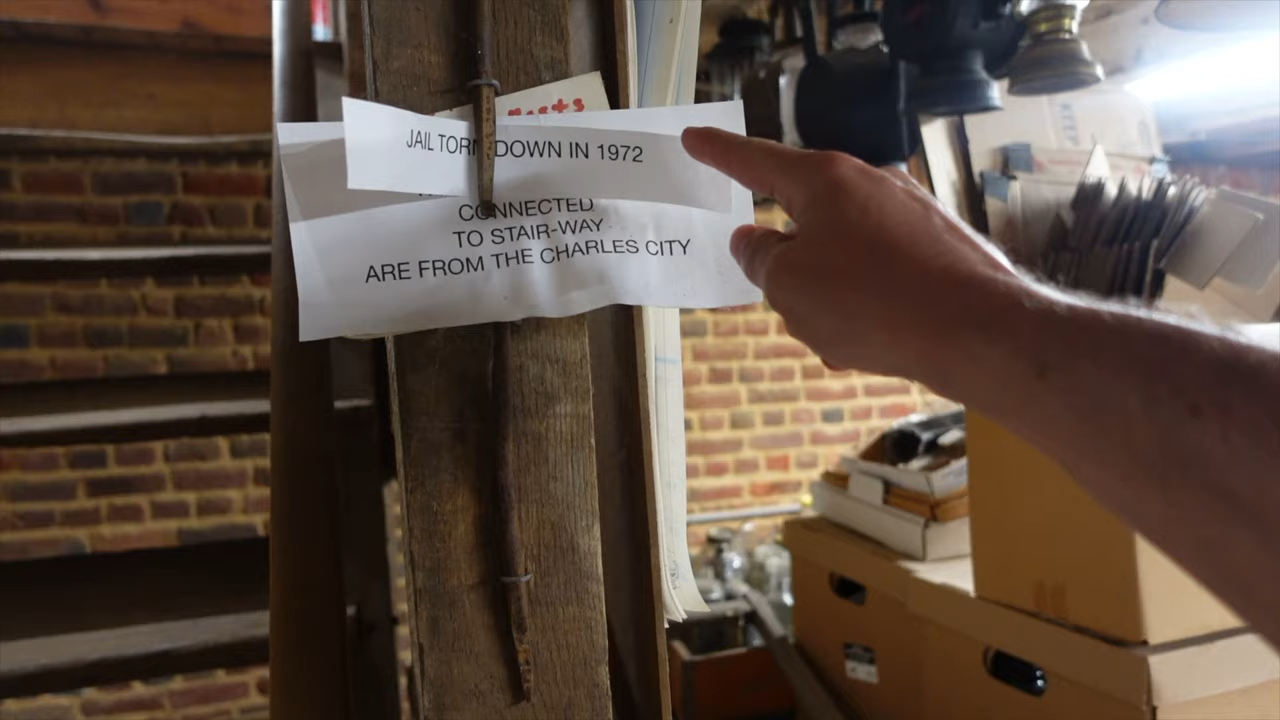 JAIL TORN DOWN IN 1972
CONNECTED
TO STAIR-WAY
ARE FROM THE CHARLES CITY